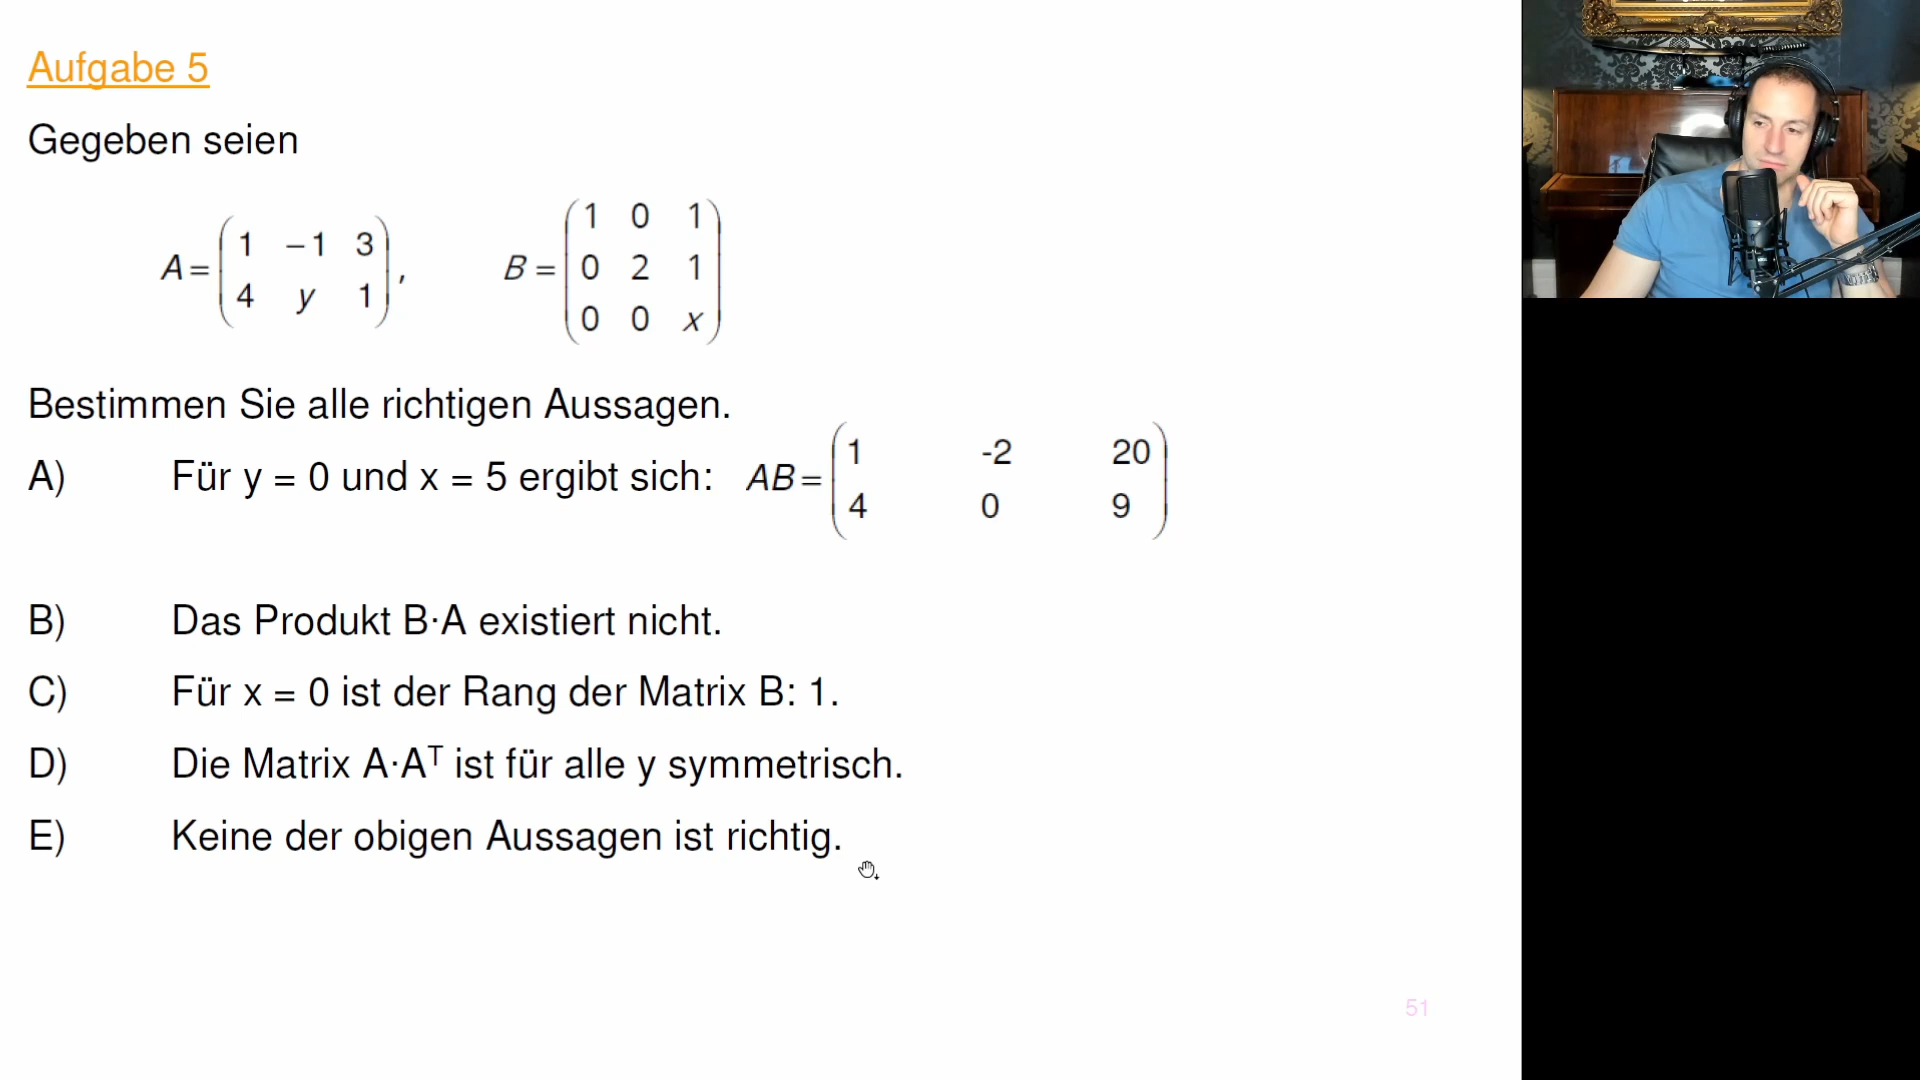 Aufgabe 5
Gegeben seien
A = ( 1 −1 3 ; 4 y 1 ) , B = ( 1 0 1 ; 0 2 1 ; 0 0 x )
Bestimmen Sie alle richtigen Aussagen.
A) Für y = 0 und x = 5 ergibt sich: AB = ( 1 -2 20 ; 4 0 9 )
B) Das Produkt B·A existiert nicht.
C) Für x = 0 ist der Rang der Matrix B: 1.
D) Die Matrix A·Aᵀ ist für alle y symmetrisch.
E) Keine der obigen Aussagen ist richtig.
51